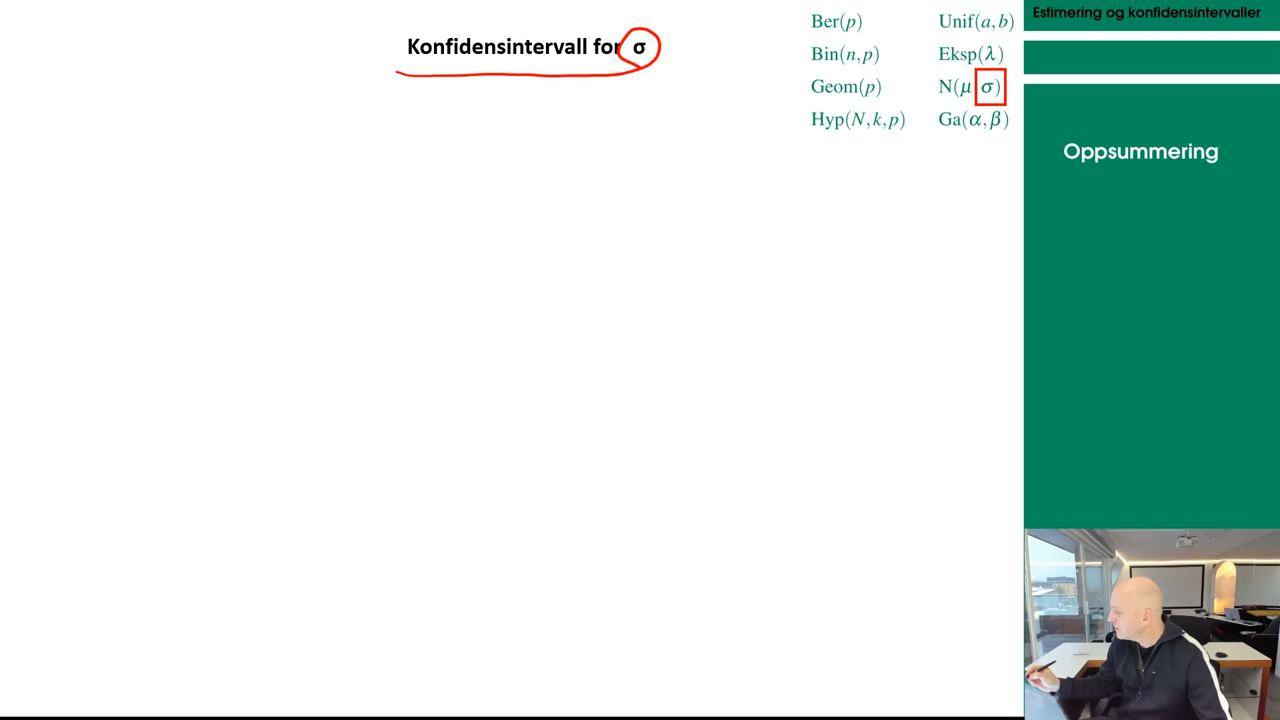 Konfidensintervall for σ
Ber(p) Unif(a, b)
Bin(n, p) Eksp(λ)
Geom(p) N(μ σ)
Hyp(N, k, p) Ga(α, β)
Estimering og konfidensintervaller
Oppsummering